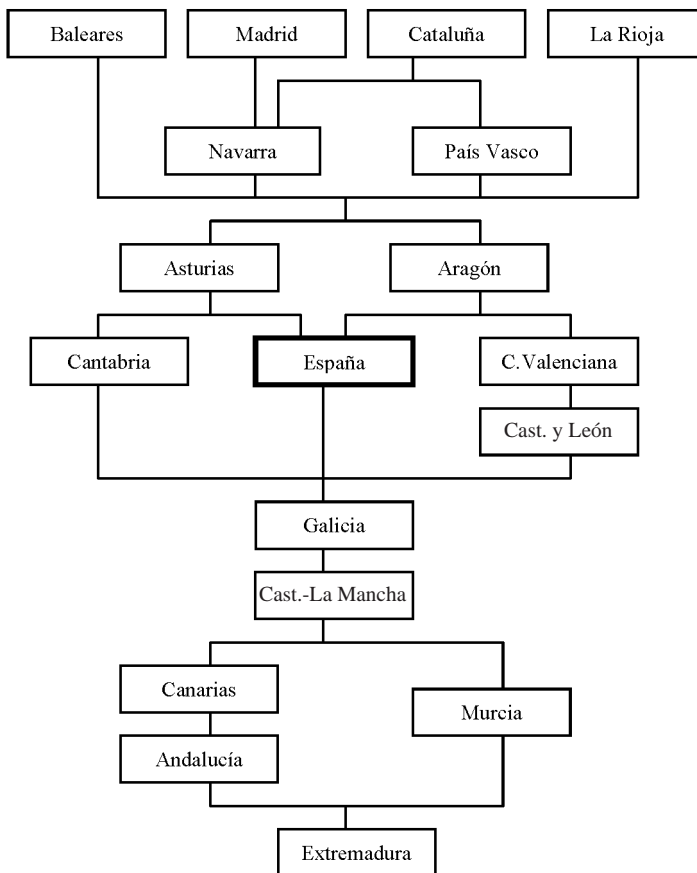 Baleares
Madrid
Cataluña
La Rioja
Navarra
País Vasco
Asturias
Aragón
Cantabria
España
C.Valenciana
Cast. y León
Galicia
Cast.-La Mancha
Canarias
Murcia
Andalucía
Extremadura